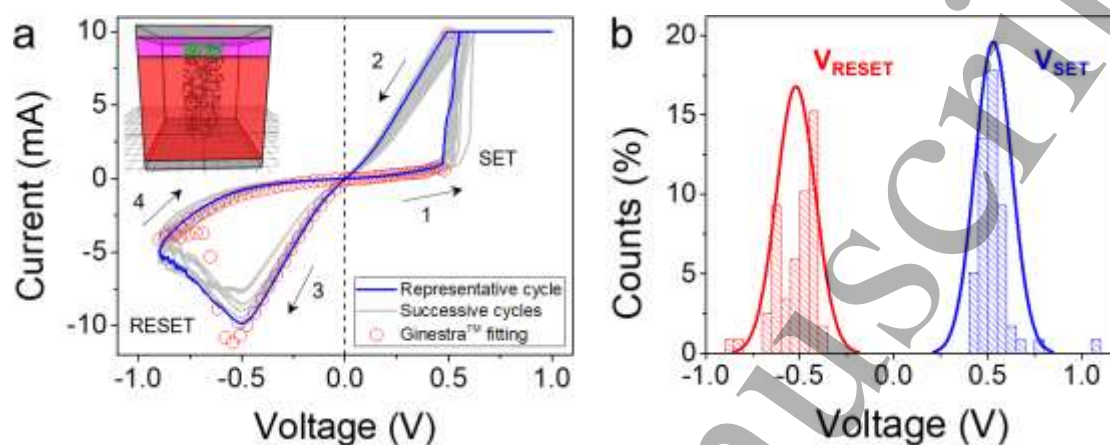 a
10
5
0
-5
-10
Current (mA)
2
SET
1
4
3
RESET
Representative cycle
Successive cycles
Ginestra™ fitting
-1.0 -0.5 0.0 0.5 1.0
Voltage (V)
b
20
15
10
5
0
Counts (%)
VRESET
VSET
-1.0 -0.5 0.0 0.5 1.0
Voltage (V)